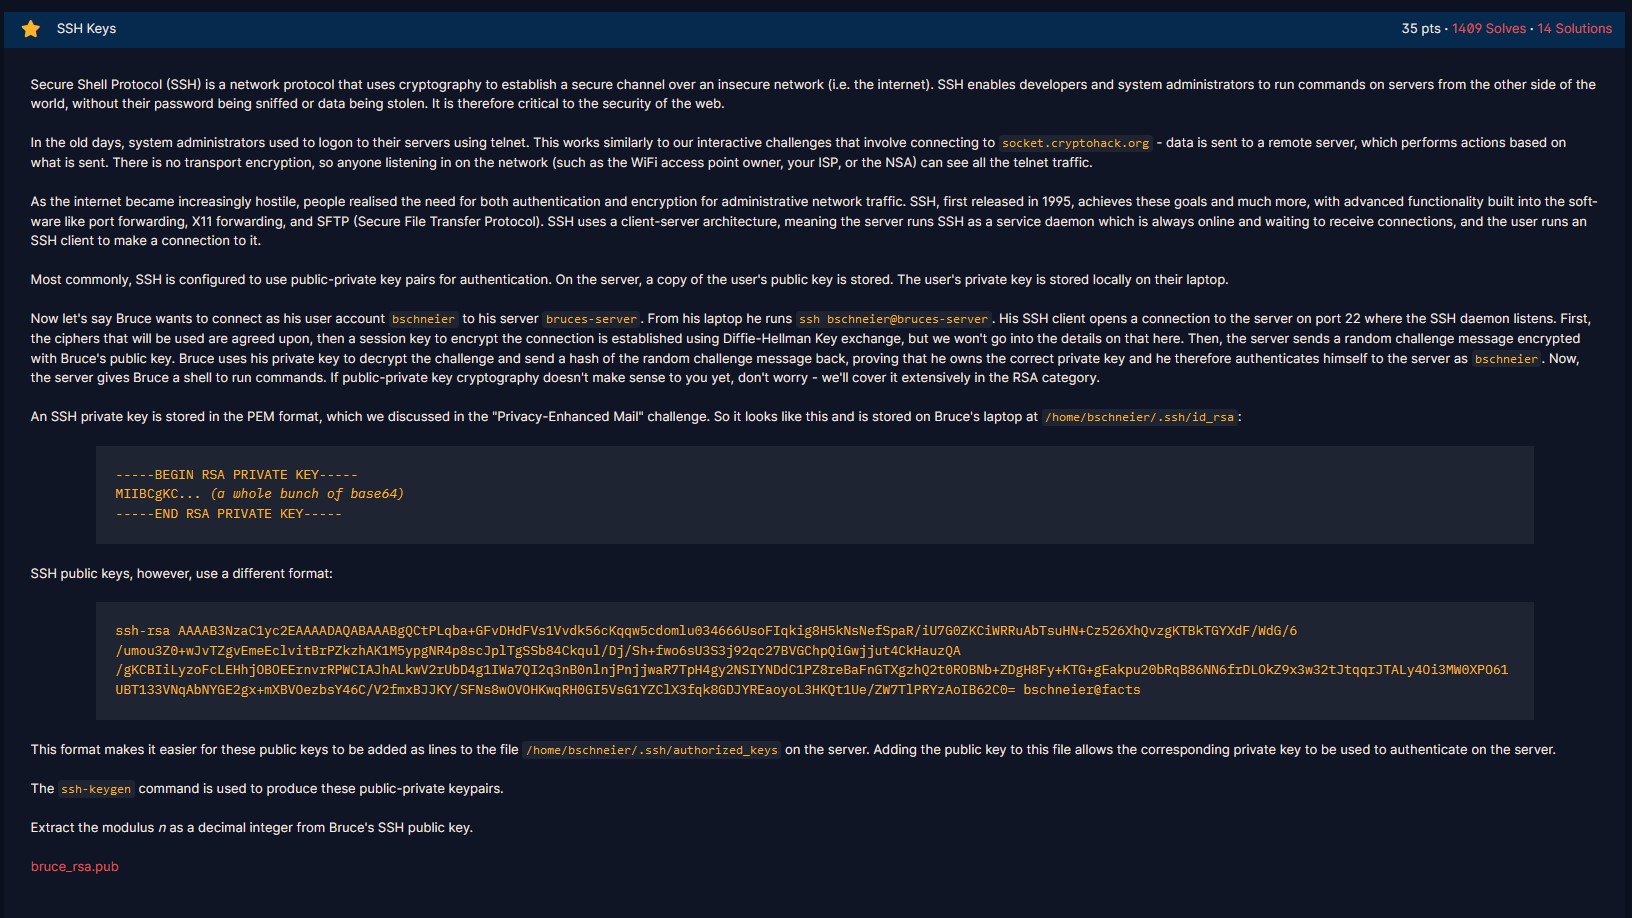 SSH Keys
35 pts · 1409 Solves · 14 Solutions
Secure Shell Protocol (SSH) is a network protocol that uses cryptography to establish a secure channel over an insecure network (i.e. the internet). SSH enables developers and system administrators to run commands on servers from the other side of the
world, without their password being sniffed or data being stolen. It is therefore critical to the security of the web.
In the old days, system administrators used to logon to their servers using telnet. This works similarly to our interactive challenges that involve connecting to socket.cryptohack.org - data is sent to a remote server, which performs actions based on
what is sent. There is no transport encryption, so anyone listening in on the network (such as the WiFi access point owner, your ISP, or the NSA) can see all the telnet traffic.
As the internet became increasingly hostile, people realised the need for both authentication and encryption for administrative network traffic. SSH, first released in 1995, achieves these goals and much more, with advanced functionality built into the soft-
ware like port forwarding, X11 forwarding, and SFTP (Secure File Transfer Protocol). SSH uses a client-server architecture, meaning the server runs SSH as a service daemon which is always online and waiting to receive connections, and the user runs an
SSH client to make a connection to it.
Most commonly, SSH is configured to use public-private key pairs for authentication. On the server, a copy of the user's public key is stored. The user's private key is stored locally on their laptop.
Now let's say Bruce wants to connect as his user account bschneier to his server bruces-server. From his laptop he runs ssh bschneier@bruces-server. His SSH client opens a connection to the server on port 22 where the SSH daemon listens. First,
the ciphers that will be used are agreed upon, then a session key to encrypt the connection is established using Diffie-Hellman Key exchange, but we won't go into the details on that here. Then, the server sends a random challenge message encrypted
with Bruce's public key. Bruce uses his private key to decrypt the challenge and send a hash of the random challenge message back, proving that he owns the correct private key and he therefore authenticates himself to the server as bschneier. Now,
the server gives Bruce a shell to run commands. If public-private key cryptography doesn't make sense to you yet, don't worry - we'll cover it extensively in the RSA category.
An SSH private key is stored in the PEM format, which we discussed in the "Privacy-Enhanced Mail" challenge. So it looks like this and is stored on Bruce's laptop at /home/bschneier/.ssh/id_rsa:
-----BEGIN RSA PRIVATE KEY-----
MIIBCgKC... (a whole bunch of base64)
-----END RSA PRIVATE KEY-----
SSH public keys, however, use a different format:
ssh-rsa AAAAB3NzaC1yc2EAAAADAQABAAABgQCtPLqba+GFvDHdFVs1Vvdk56cKqqw5cdomlu034666UsoFIqkig8H5kNsNefSpaR/iU7G0ZKCiWRRuAbTsuHN+Cz526XhQvzgKTBkTGYXdF/WdG/6
/umou3Z0+wJvTZgvEmeEclvitBrPZkzhAK1M5ypgNR4p8scJplTgSSb84Ckqul/Dj/Sh+fwo6sU3S3j92qc27BVGChpQiGwjjut4CkHauzQA
/gKCBIiLyzoFcLEHhjOBOEErnvrRPWCIAJhALkwV2rUbD4g1IWa7QI2q3nB0nlnjPnjjwaR7TpH4gy2NSIYNDdC1PZ8reBaFnGTXgzhQ2t0ROBNb+ZDgH8Fy+KTG+gEakpu20bRqB86NN6frDLOkZ9x3w32tJtqqrJTALy4Oi3MW0XPO61
UBT133VNqAbNYGE2gx+mXBVOezbsY46C/V2fmxBJJKY/SFNs8wOVOHKwqRH0GI5VsG1YZClX3fqk8GDJYREaoyoL3HKQt1Ue/ZW7TlPRYzAoIB62C0= bschneier@facts
This format makes it easier for these public keys to be added as lines to the file /home/bschneier/.ssh/authorized_keys on the server. Adding the public key to this file allows the corresponding private key to be used to authenticate on the server.
The ssh-keygen command is used to produce these public-private keypairs.
Extract the modulus n as a decimal integer from Bruce's SSH public key.
bruce_rsa.pub